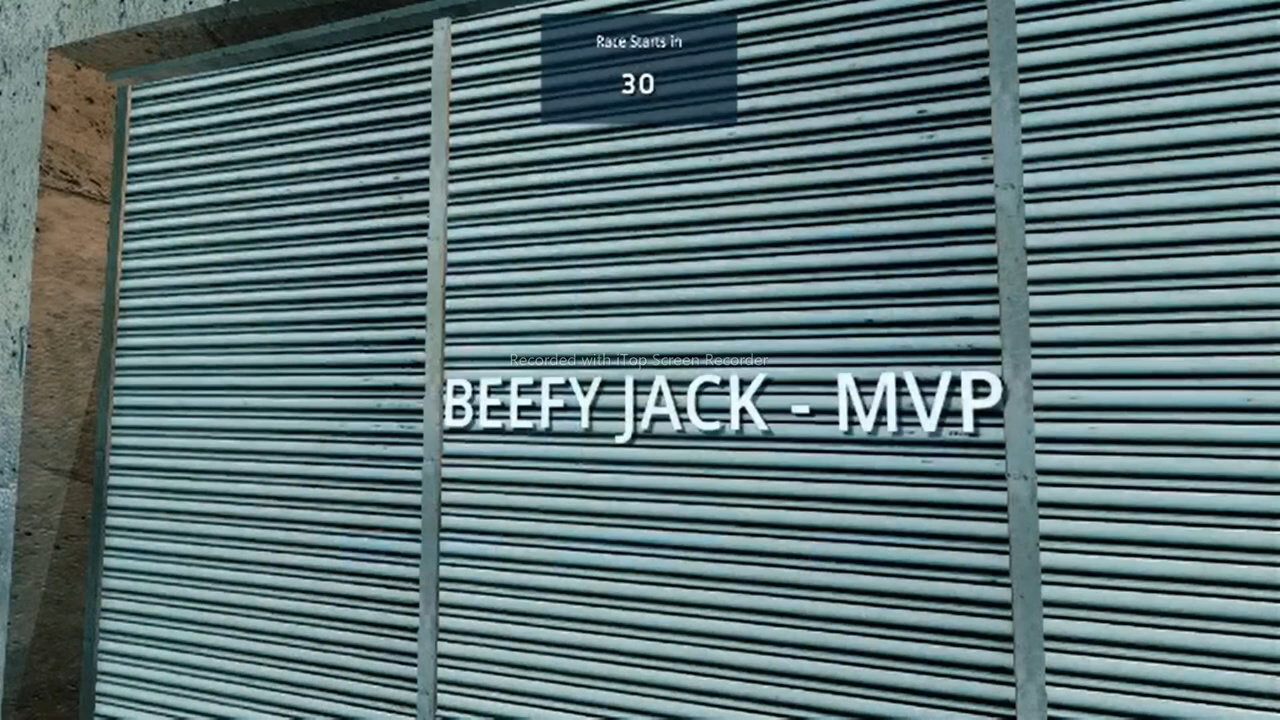 Race Starts in
30
Recorded with iTop Screen Recorder
BEEFY JACK - MVP